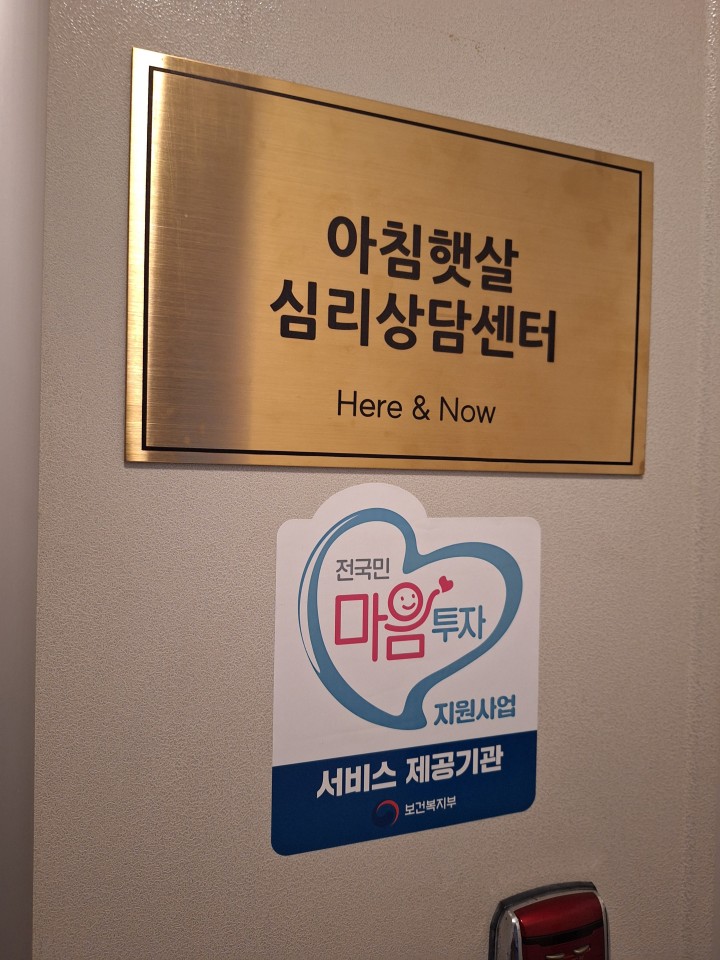 아침햇살
심리상담센터
Here & Now
전국민
마음투자
지원사업
서비스 제공기관
보건복지부